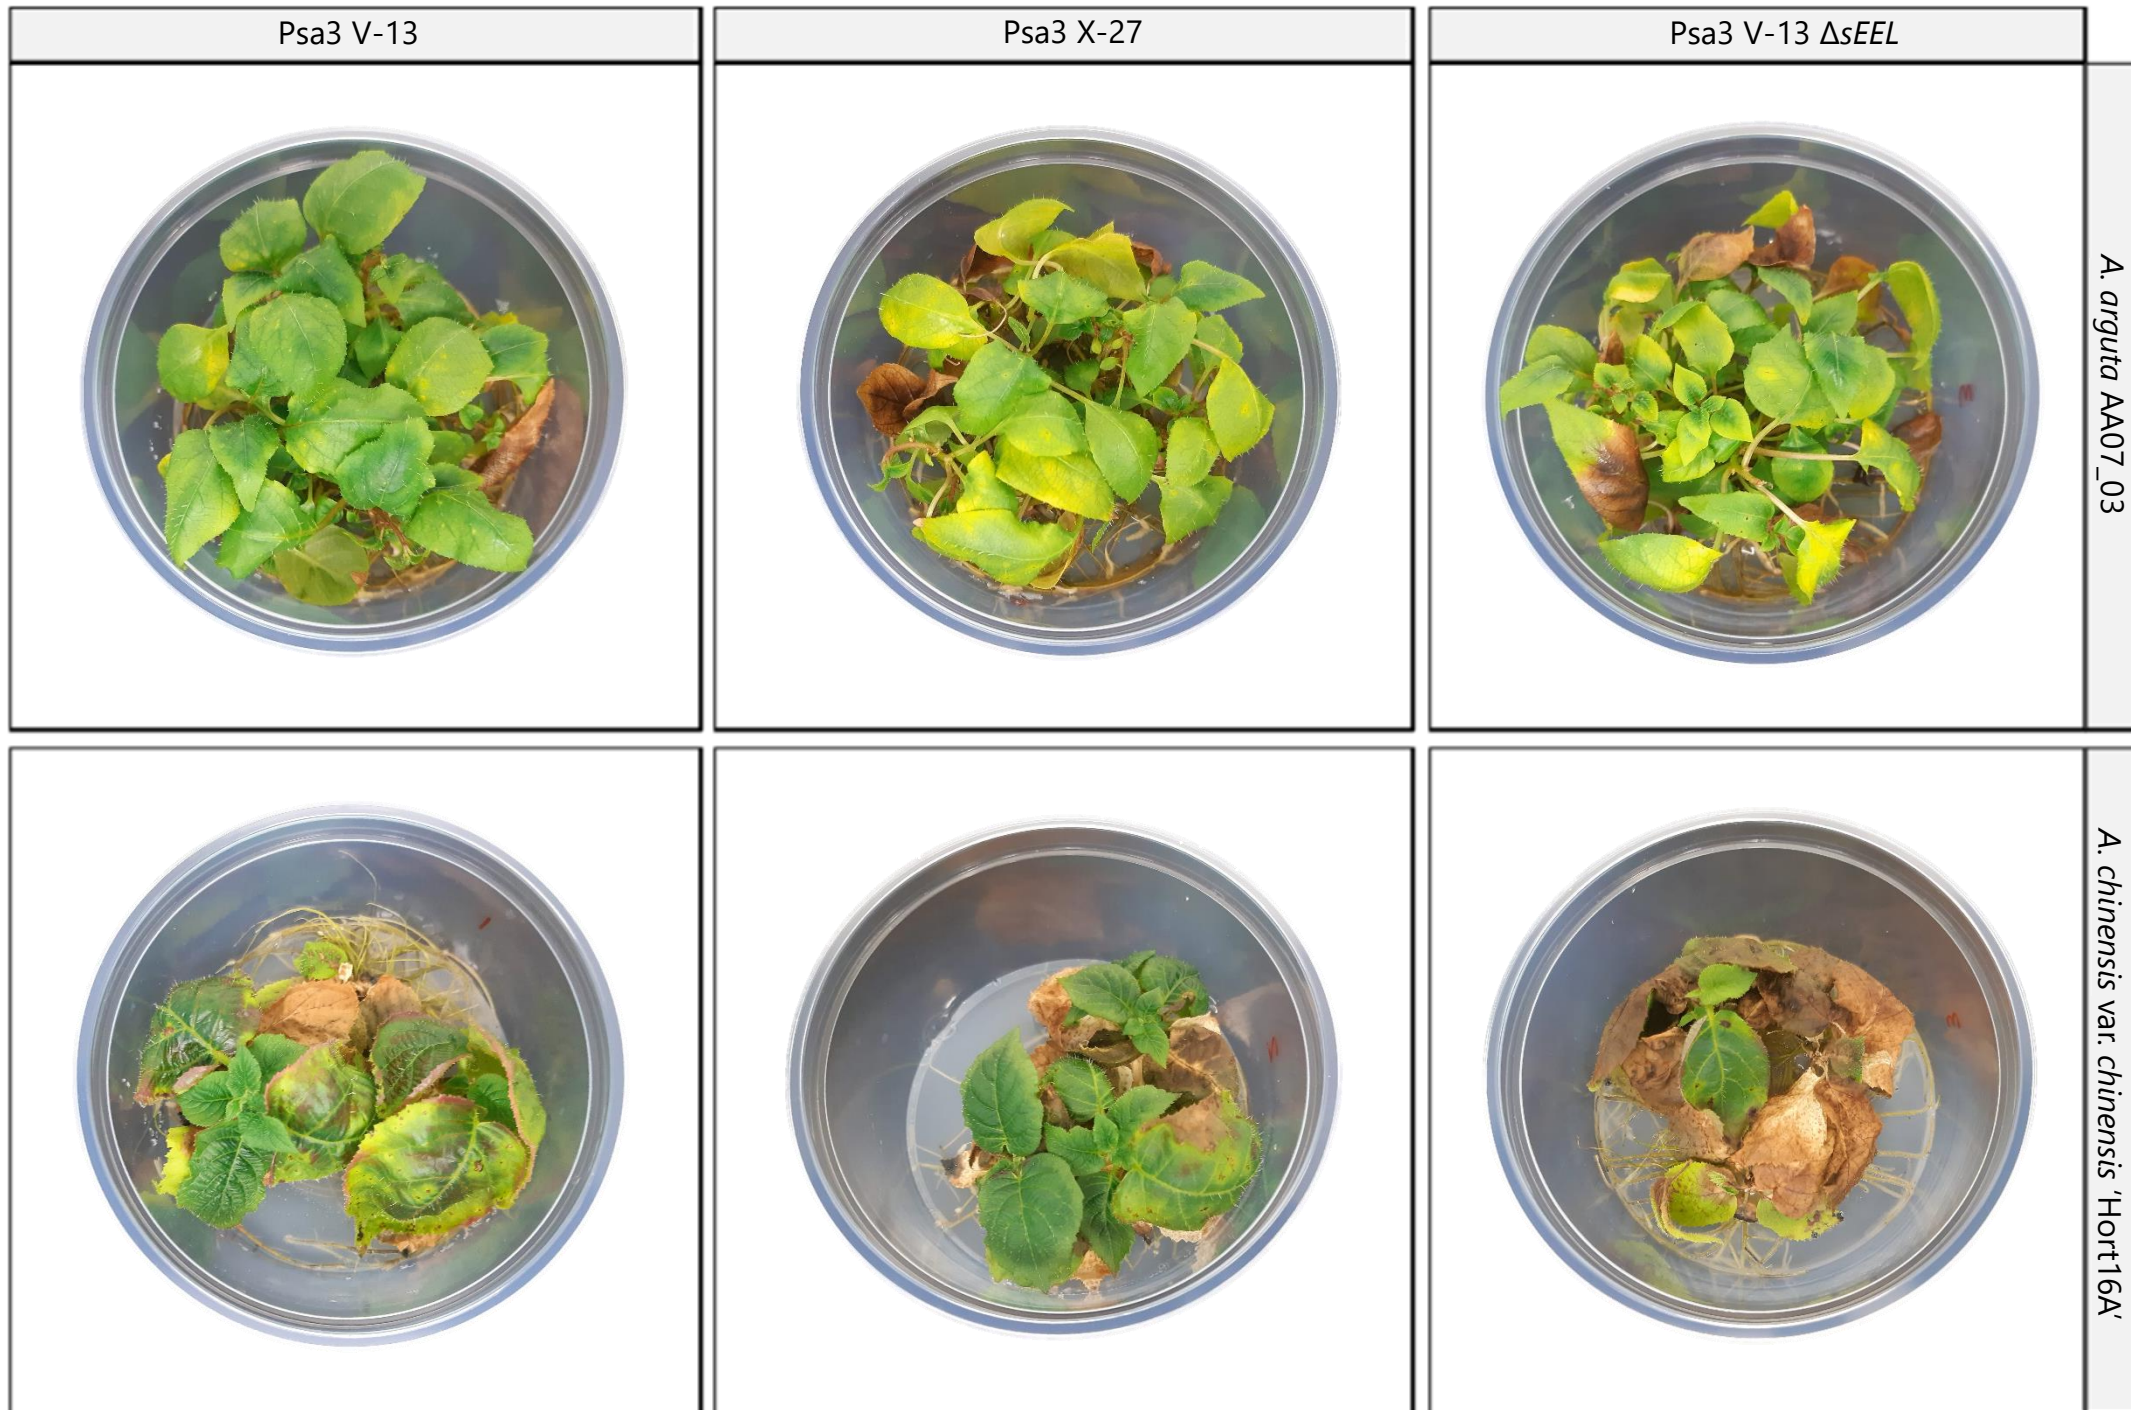 Psa3 V-13
Psa3 X-27
Psa3 V-13 ΔsEEL
A. arguta AA07_03
A. chinensis var. chinensis ‘Hort16A’